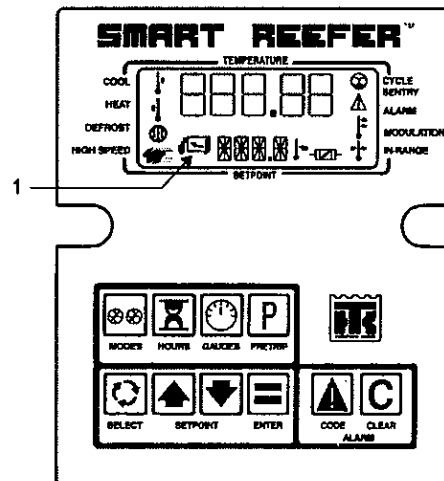 SMART REEFER™
TEMPERATURE
COOL
HEAT
DEFROST
HIGH SPEED
CYCLE
SENTRY
ALARM
MODULATION
IN-RANGE
SETPOINT
1
P
MODES HOURS GAUGES PRETRIP
C
SELECT SETPOINT ENTER
CODE CLEAR
ALARM